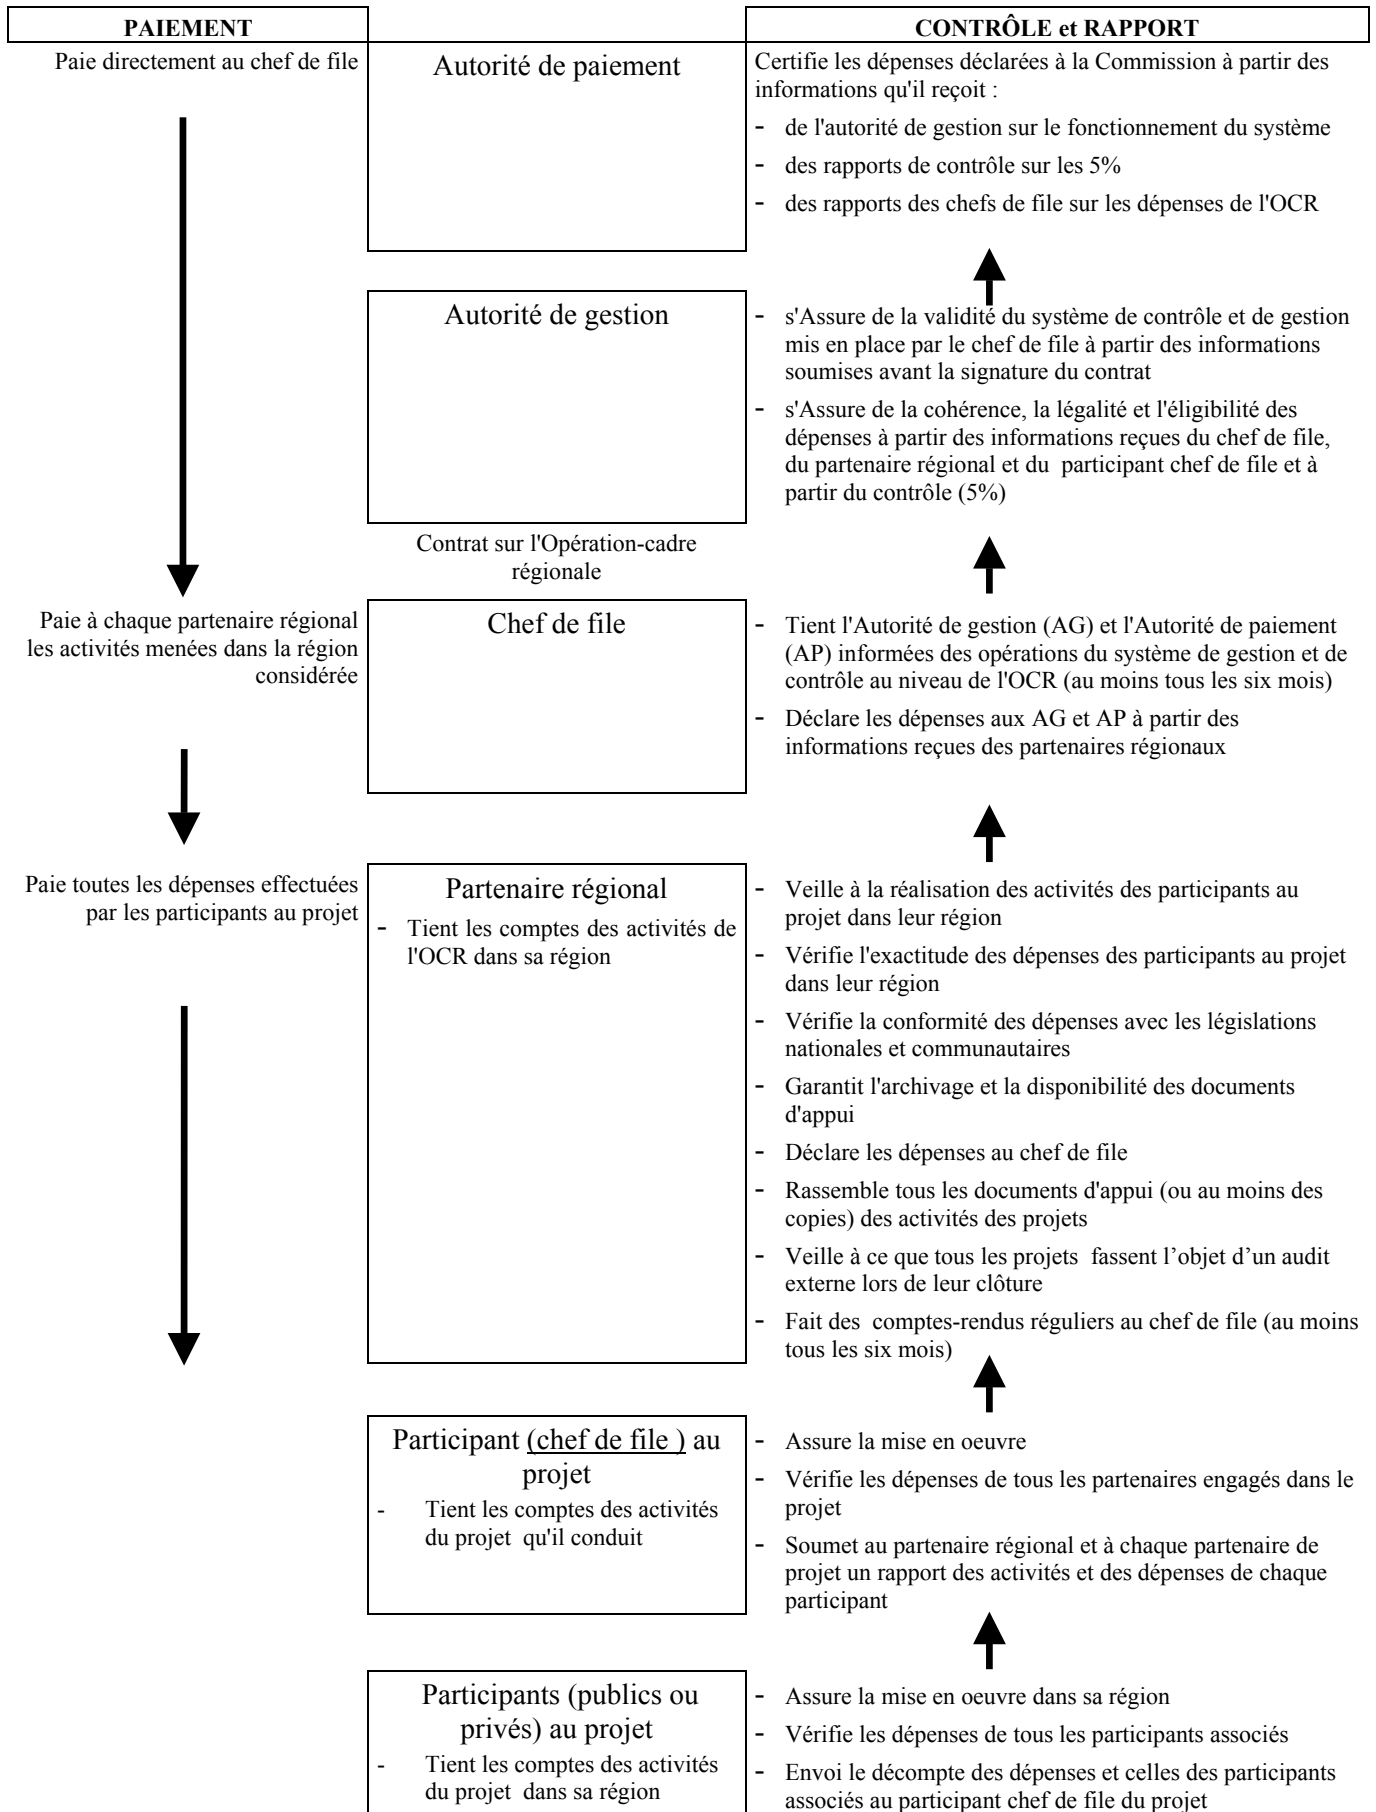 PAIEMENT
CONTRÔLE et RAPPORT
Paie directement au chef de file
Autorité de paiement
Certifie les dépenses déclarées à la Commission à partir des
informations qu'il reçoit :
- de l'autorité de gestion sur le fonctionnement du système
- des rapports de contrôle sur les 5%
- des rapports des chefs de file sur les dépenses de l'OCR
Autorité de gestion
- s'Assure de la validité du système de contrôle et de gestion
mis en place par le chef de file à partir des informations
soumises avant la signature du contrat
- s'Assure de la cohérence, la légalité et l'éligibilité des
dépenses à partir des informations reçues du chef de file,
du partenaire régional et du participant chef de file et à
partir du contrôle (5%)
Contrat sur l'Opération-cadre
régionale
Paie à chaque partenaire régional
les activités menées dans la région
considérée
Chef de file
- Tient l'Autorité de gestion (AG) et l'Autorité de paiement
(AP) informées des opérations du système de gestion et de
contrôle au niveau de l'OCR (au moins tous les six mois)
- Déclare les dépenses aux AG et AP à partir des
informations reçues des partenaires régionaux
Paie toutes les dépenses effectuées
par les participants au projet
Partenaire régional
- Tient les comptes des activités de
l'OCR dans sa région
- Veille à la réalisation des activités des participants au
projet dans leur région
- Vérifie l'exactitude des dépenses des participants au projet
dans leur région
- Vérifie la conformité des dépenses avec les législations
nationales et communautaires
- Garantit l'archivage et la disponibilité des documents
d'appui
- Déclare les dépenses au chef de file
- Rassemble tous les documents d'appui (ou au moins des
copies) des activités des projets
- Veille à ce que tous les projets fassent l’objet d’un audit
externe lors de leur clôture
- Fait des comptes-rendus réguliers au chef de file (au moins
tous les six mois)
Participant (chef de file ) au
projet
- Tient les comptes des activités
du projet qu'il conduit
- Assure la mise en oeuvre
- Vérifie les dépenses de tous les partenaires engagés dans le
projet
- Soumet au partenaire régional et à chaque partenaire de
projet un rapport des activités et des dépenses de chaque
participant
Participants (publics ou
privés) au projet
- Tient les comptes des activités
du projet dans sa région
- Assure la mise en oeuvre dans sa région
- Vérifie les dépenses de tous les participants associés
- Envoi le décompte des dépenses et celles des participants
associés au participant chef de file du projet